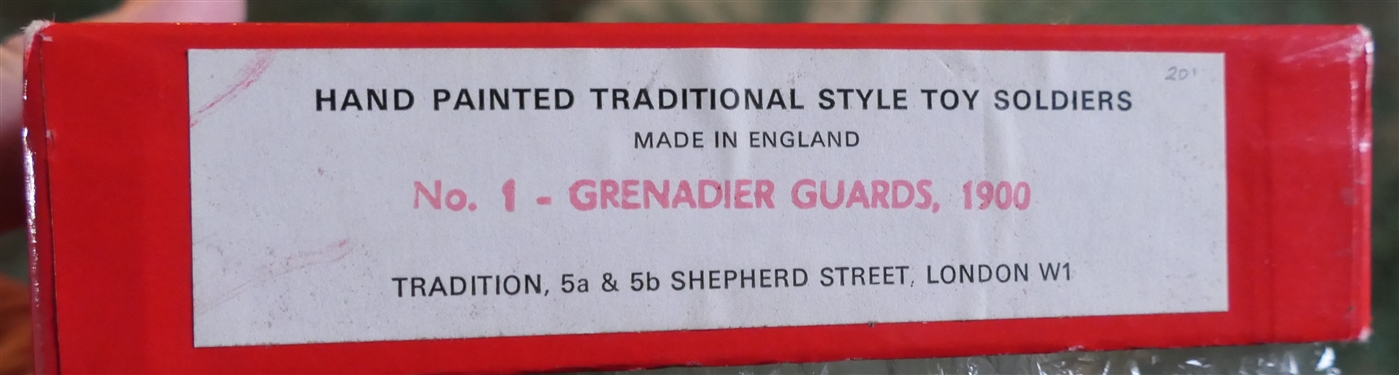 20'
HAND PAINTED TRADITIONAL STYLE TOY SOLDIERS
MADE IN ENGLAND
No. 1 - GRENADIER GUARDS, 1900
TRADITION, 5a & 5b SHEPHERD STREET, LONDON W1